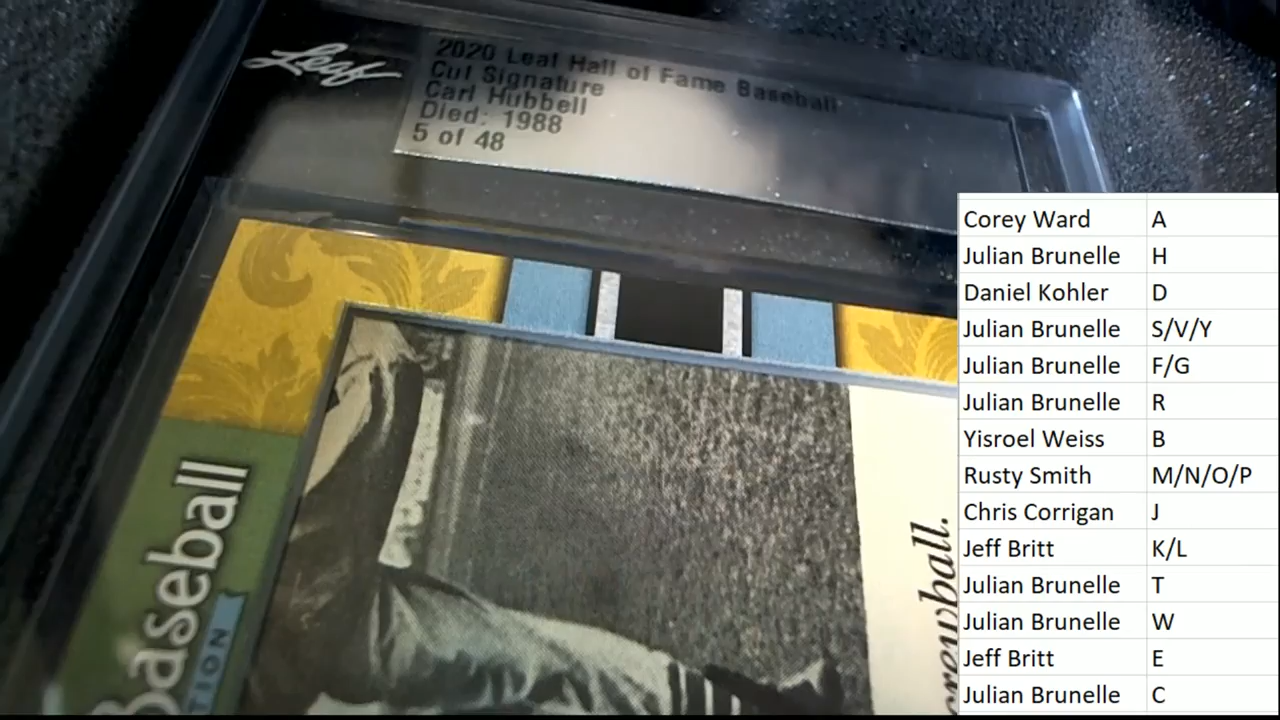 Leaf
2020 Leaf Hall of Fame Baseball
Cut Signature
Carl Hubbell
Died: 1988
5 of 48
Baseball
TION
crewball.
Corey Ward A
Julian Brunelle H
Daniel Kohler D
Julian Brunelle S/V/Y
Julian Brunelle F/G
Julian Brunelle R
Yisroel Weiss B
Rusty Smith M/N/O/P
Chris Corrigan J
Jeff Britt K/L
Julian Brunelle T
Julian Brunelle W
Jeff Britt E
Julian Brunelle C